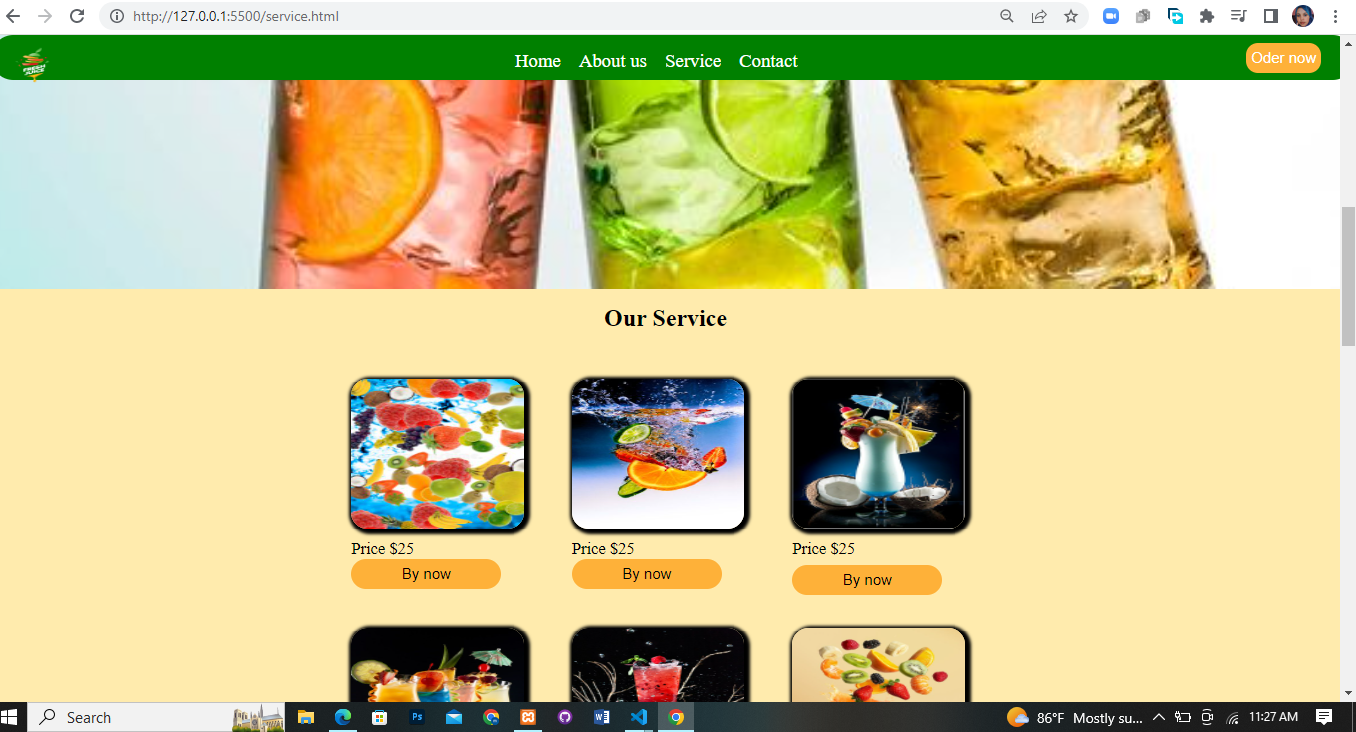 http://127.0.0.1:5500/service.html
Home About us Service Contact
Oder now
Our Service
Price $25 Price $25 Price $25
By now By now By now
Search
86°F Mostly su... 11:27 AM